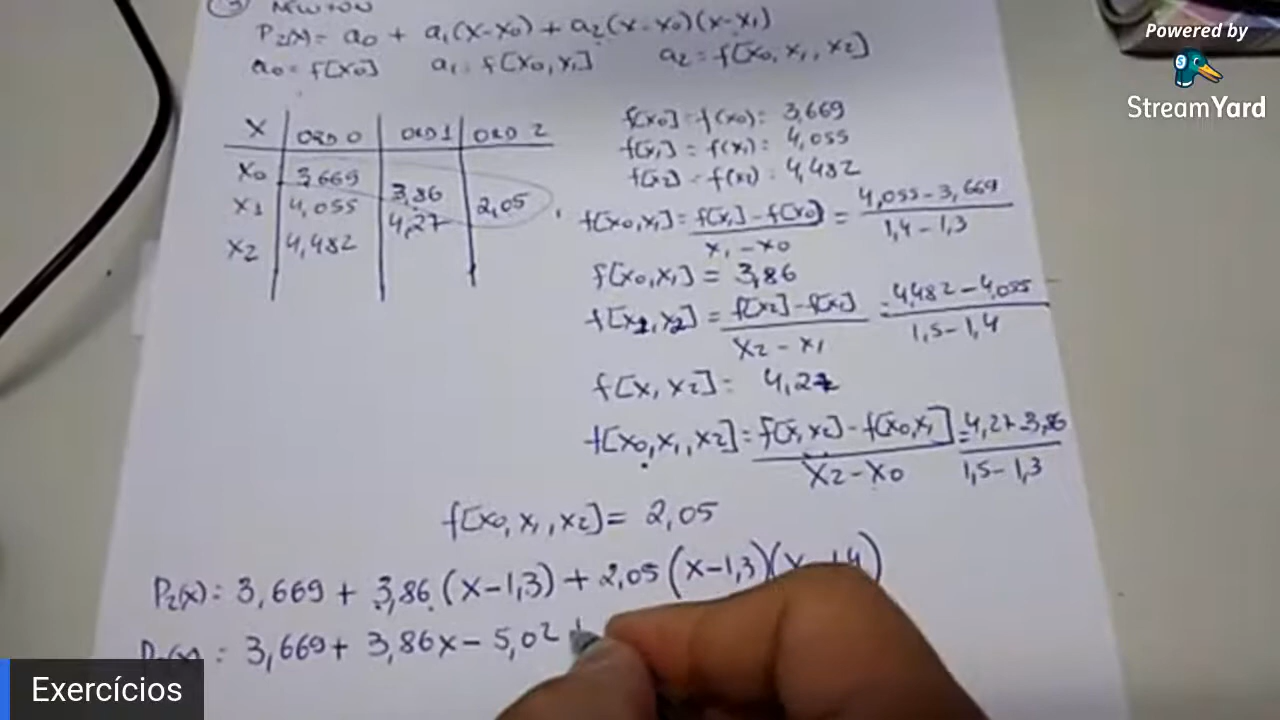 3 NEWTON
P2(x) = a0 + a1(x-x0) + a2(x-x0)(x-x1)
a0 = f[x0] a1 = f[x0,x1] a2 = f[x0,x1,x2]
X ORD 0 ORD 1 ORD 2
x0 3,669
3,86
x1 4,055 2,05
4,27
x2 4,482
f[x0] = f(x0) = 3,669
f[x1] = f(x1) = 4,055
f[x2] = f(x2) = 4,482
f[x0,x1] = f[x1] - f[x0] / x1 - x0 = 4,055 - 3,669 / 1,4 - 1,3
f[x0,x1] = 3,86
f[x1,x2] = f[x2] - f[x1] / x2 - x1 = 4,482 - 4,055 / 1,5 - 1,4
f[x1,x2] = 4,27
f[x0,x1,x2] = f[x1,x2] - f[x0,x1] / x2 - x0 = 4,27 - 3,86 / 1,5 - 1,3
f[x0,x1,x2] = 2,05
P2(x) = 3,669 + 3,86 (x-1,3) + 2,05 (x-1,3)(x-1,4)
P2(x) = 3,669 + 3,86x - 5,02
Powered by
StreamYard
Exercícios